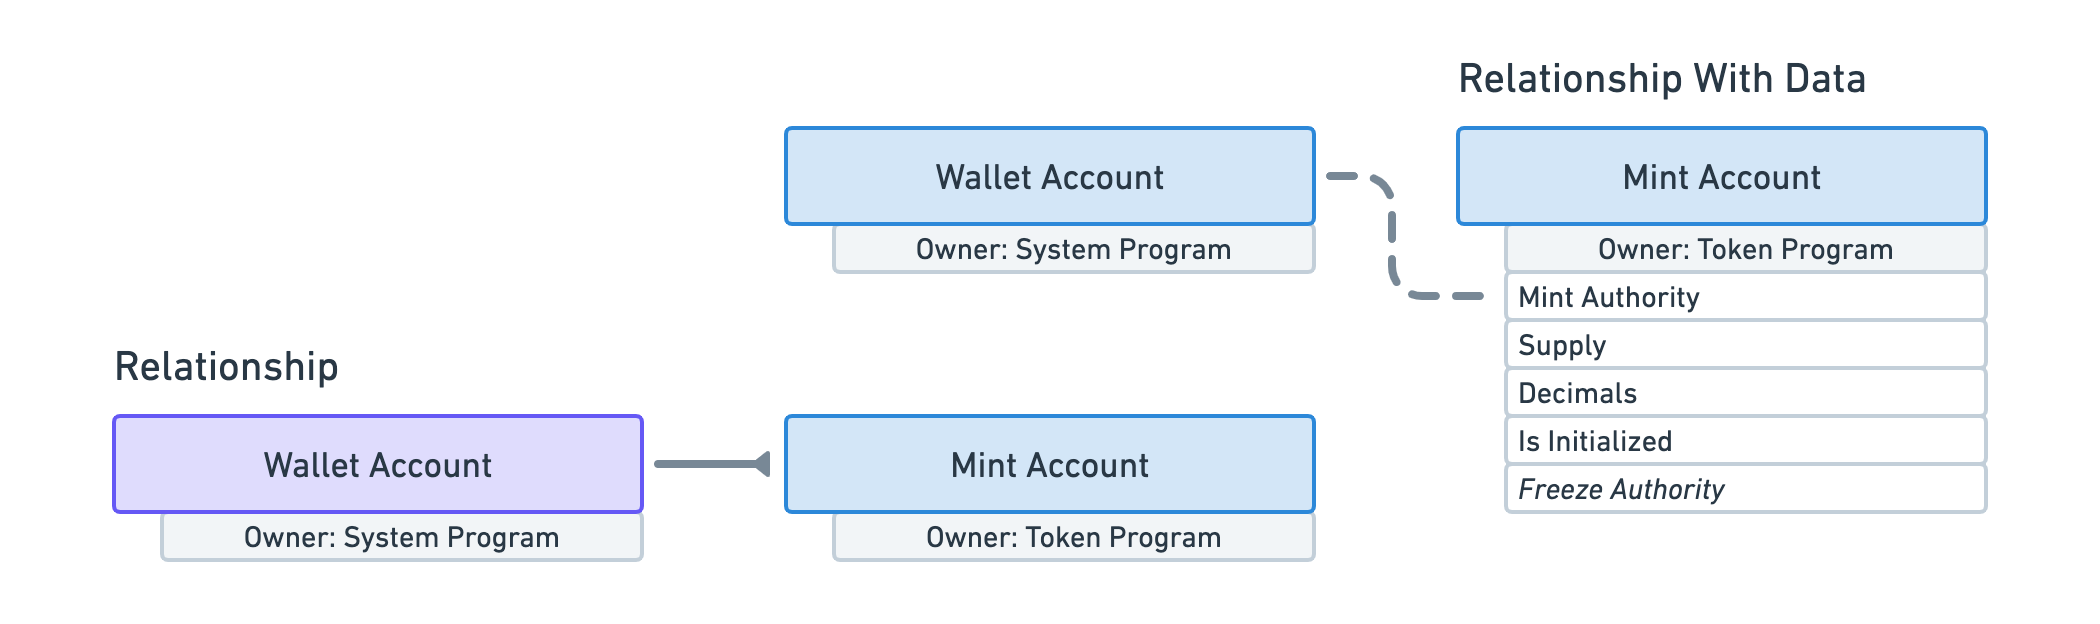 Relationship With Data
Wallet Account
Owner: System Program
Mint Account
Owner: Token Program
Mint Authority
Supply
Decimals
Is Initialized
Freeze Authority
Relationship
Wallet Account
Owner: System Program
Mint Account
Owner: Token Program